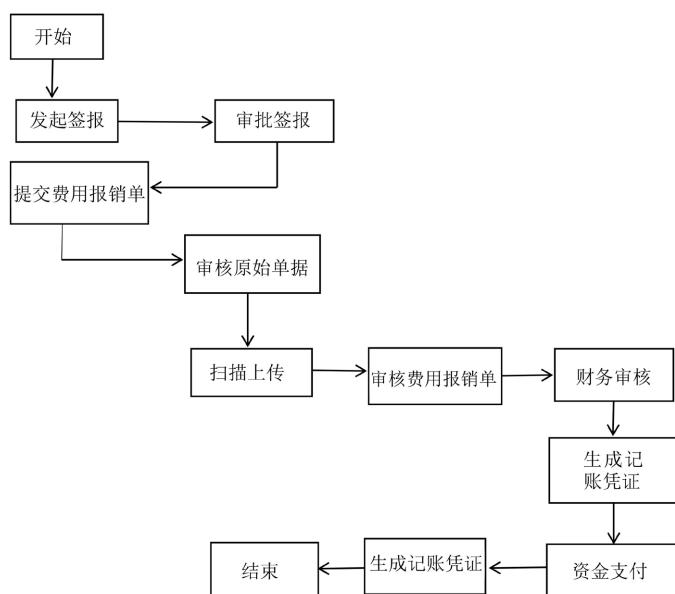 开始
发起签报
审批签报
提交费用报销单
审核原始单据
扫描上传
审核费用报销单
财务审核
生成记
账凭证
资金支付
生成记账凭证
结束